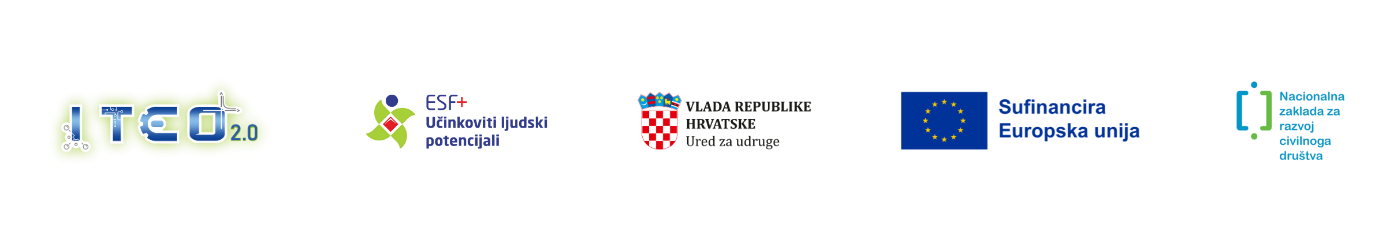 ITEO 2.0
ESF+
Učinkoviti ljudski
potencijali
VLADA REPUBLIKE
HRVATSKE
Ured za udruge
Sufinancira
Europska unija
Nacionalna
zaklada za
razvoj
civilnoga
društva